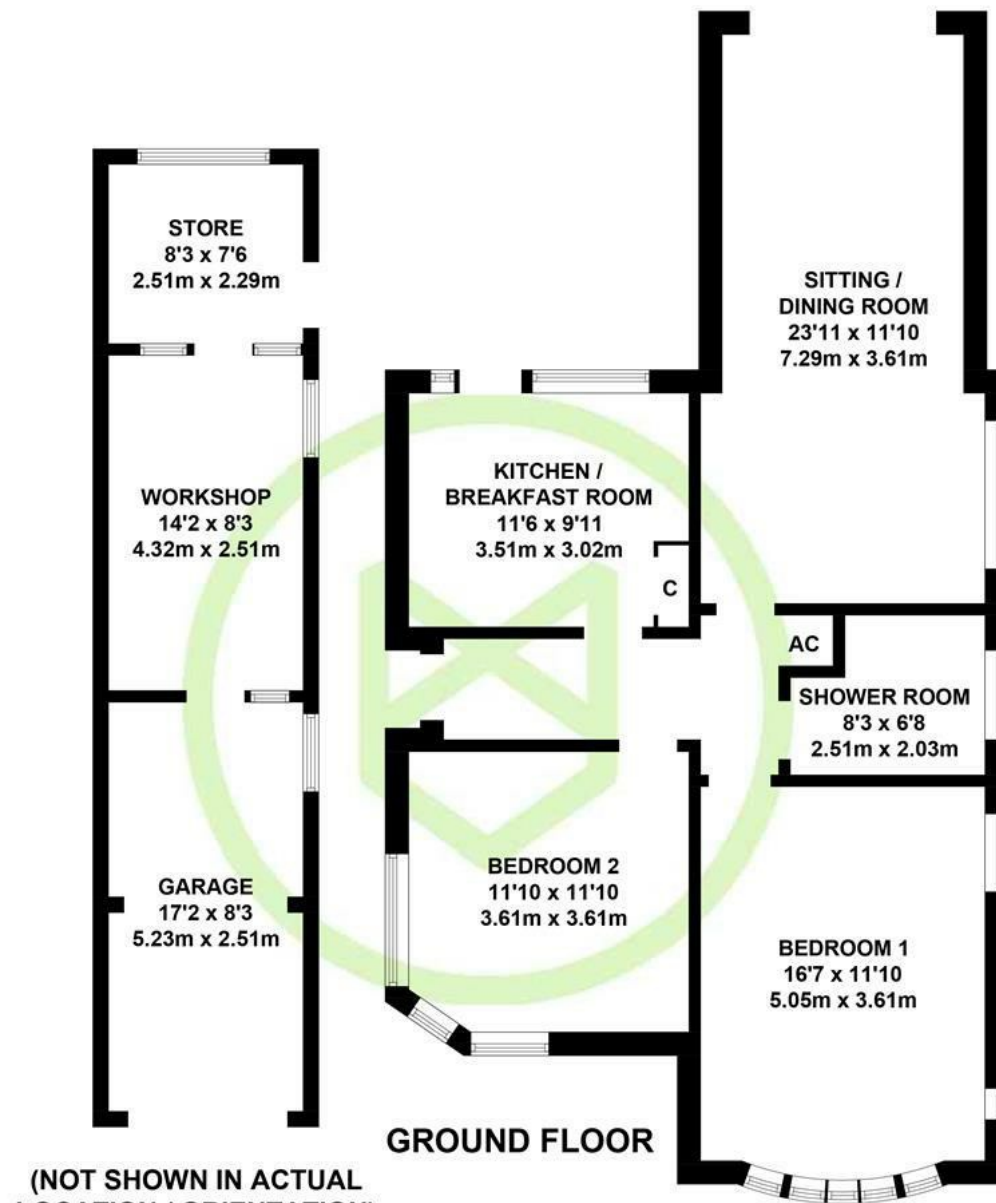 STORE
8'3 x 7'6
2.51m x 2.29m
SITTING /
DINING ROOM
23'11 x 11'10
7.29m x 3.61m
KITCHEN /
BREAKFAST ROOM
11'6 x 9'11
3.51m x 3.02m
WORKSHOP
14'2 x 8'3
4.32m x 2.51m
C
AC
SHOWER ROOM
8'3 x 6'8
2.51m x 2.03m
BEDROOM 2
11'10 x 11'10
3.61m x 3.61m
GARAGE
17'2 x 8'3
5.23m x 2.51m
BEDROOM 1
16'7 x 11'10
5.05m x 3.61m
GROUND FLOOR
(NOT SHOWN IN ACTUAL
LOCATION / ORIENTATION)